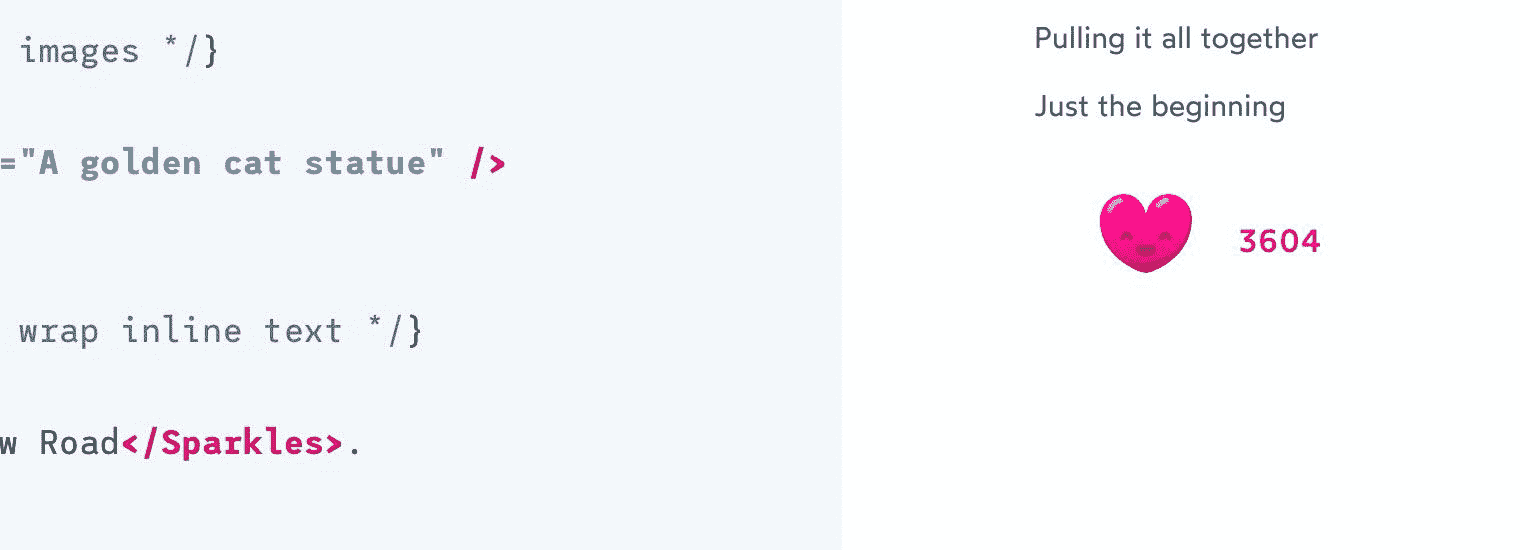 images */}
="A golden cat statue" />
wrap inline text */}
w Road</Sparkles>.
Pulling it all together
Just the beginning
3604